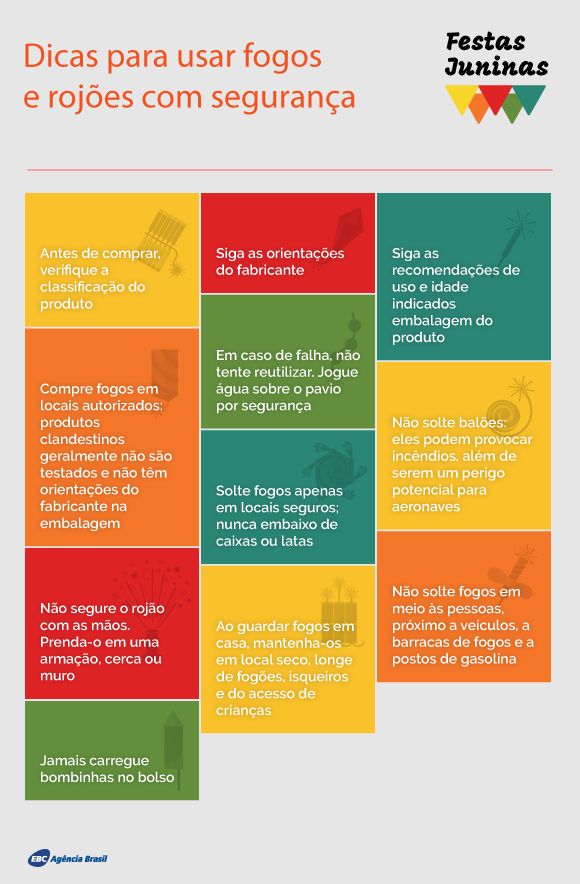 Dicas para usar fogos
e rojões com segurança
Festas
Juninas
Antes de comprar,
verifique a
classificação do
produto
Compre fogos em
locais autorizados:
produtos
clandestinos
geralmente não são
testados e não têm
orientações do
fabricante na
embalagem
Não segure o rojão
com as mãos.
Prenda-o em uma
armação, cerca ou
muro
Jamais carregue
bombinhas no bolso
Siga as orientações
do fabricante
Em caso de falha, não
tente reutilizar. Jogue
água sobre o pavio
por segurança
Solte fogos apenas
em locais seguros;
nunca embaixo de
caixas ou latas
Ao guardar fogos em
casa, mantenha-os
em local seco, longe
de fogões, isqueiros
e do acesso de
crianças
Siga as
recomendações de
uso e idade
indicados
embalagem do
produto
Não solte balões:
eles podem provocar
incêndios, além de
serem um perigo
potencial para
aeronaves
Não solte fogos em
meio às pessoas,
próximo a veículos, a
barracas de fogos e a
postos de gasolina
EBC Agência Brasil